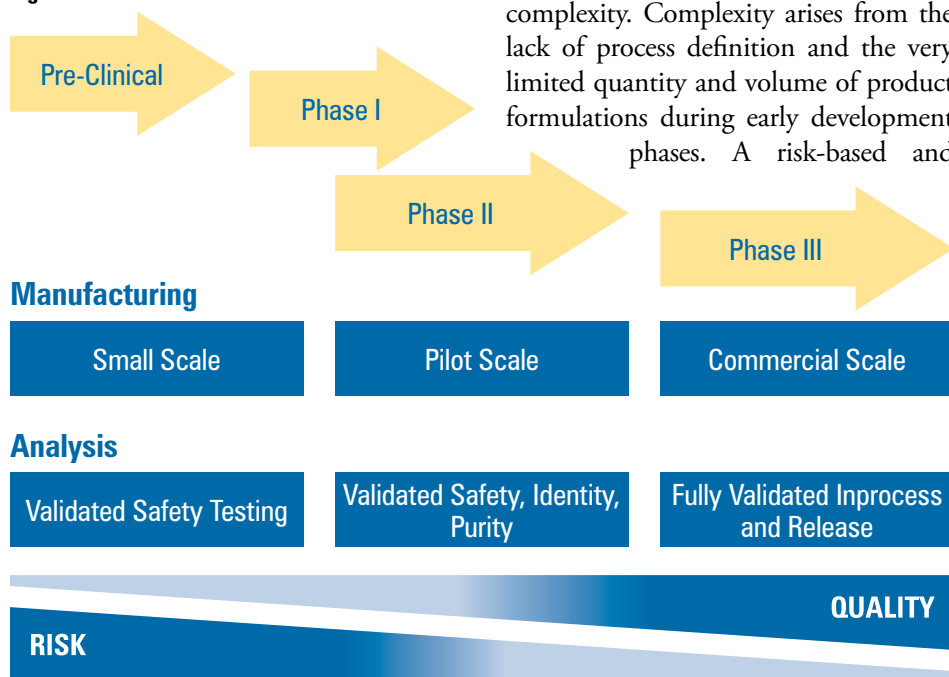 complexity. Complexity arises from the
lack of process definition and the very
limited quantity and volume of product
formulations during early development
phases. A risk-based and
Pre-Clinical
Phase I
Phase II
Phase III
Manufacturing
Small Scale
Pilot Scale
Commercial Scale
Analysis
Validated Safety Testing
Validated Safety, Identity,
Purity
Fully Validated Inprocess
and Release
QUALITY
RISK